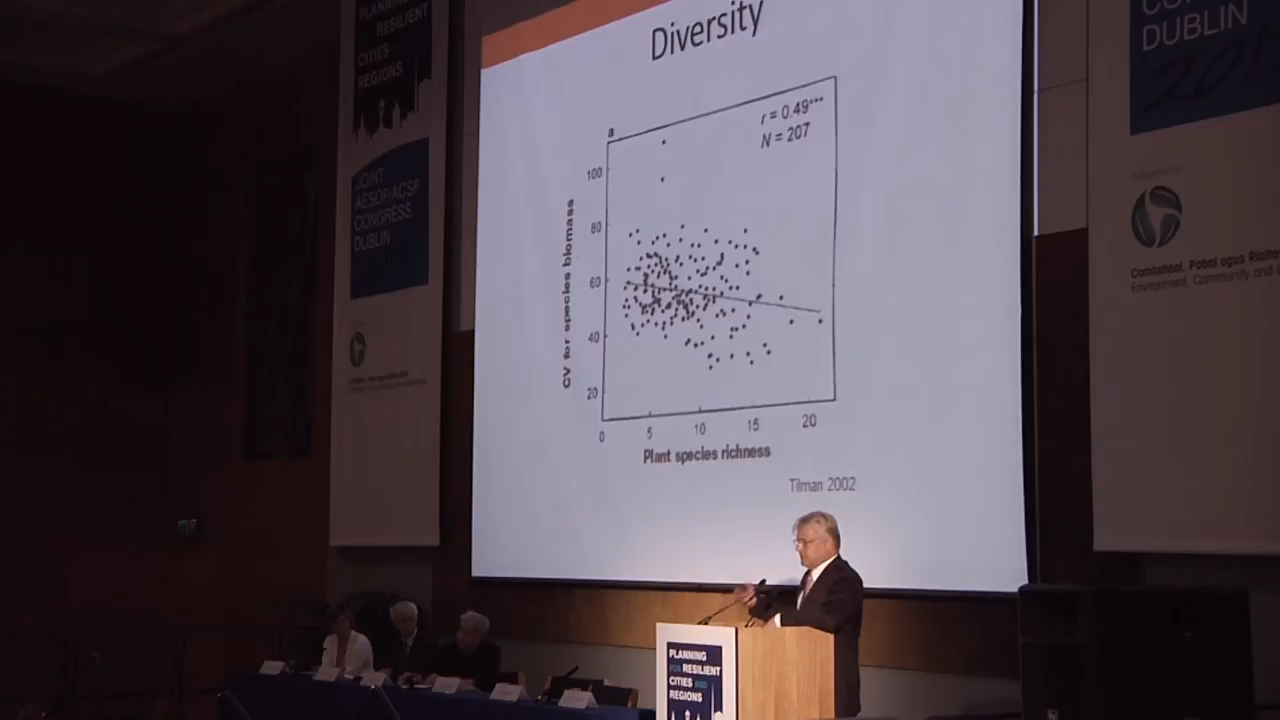 PLANNING
RESILIENT
CITIES
REGIONS
JOINT
AESOP/ACSP
CONGRESS
DUBLIN
Diversity
a
r = 0.49***
N = 207
100
80
60
40
20
CV for species biomass
0 5 10 15 20
Plant species richness
Tilman 2002
PLANNING
FOR RESILIENT
CITIES AND
REGIONS
DUBLIN
Comhshaol, Pobal agus Rialtas
Environment, Community and